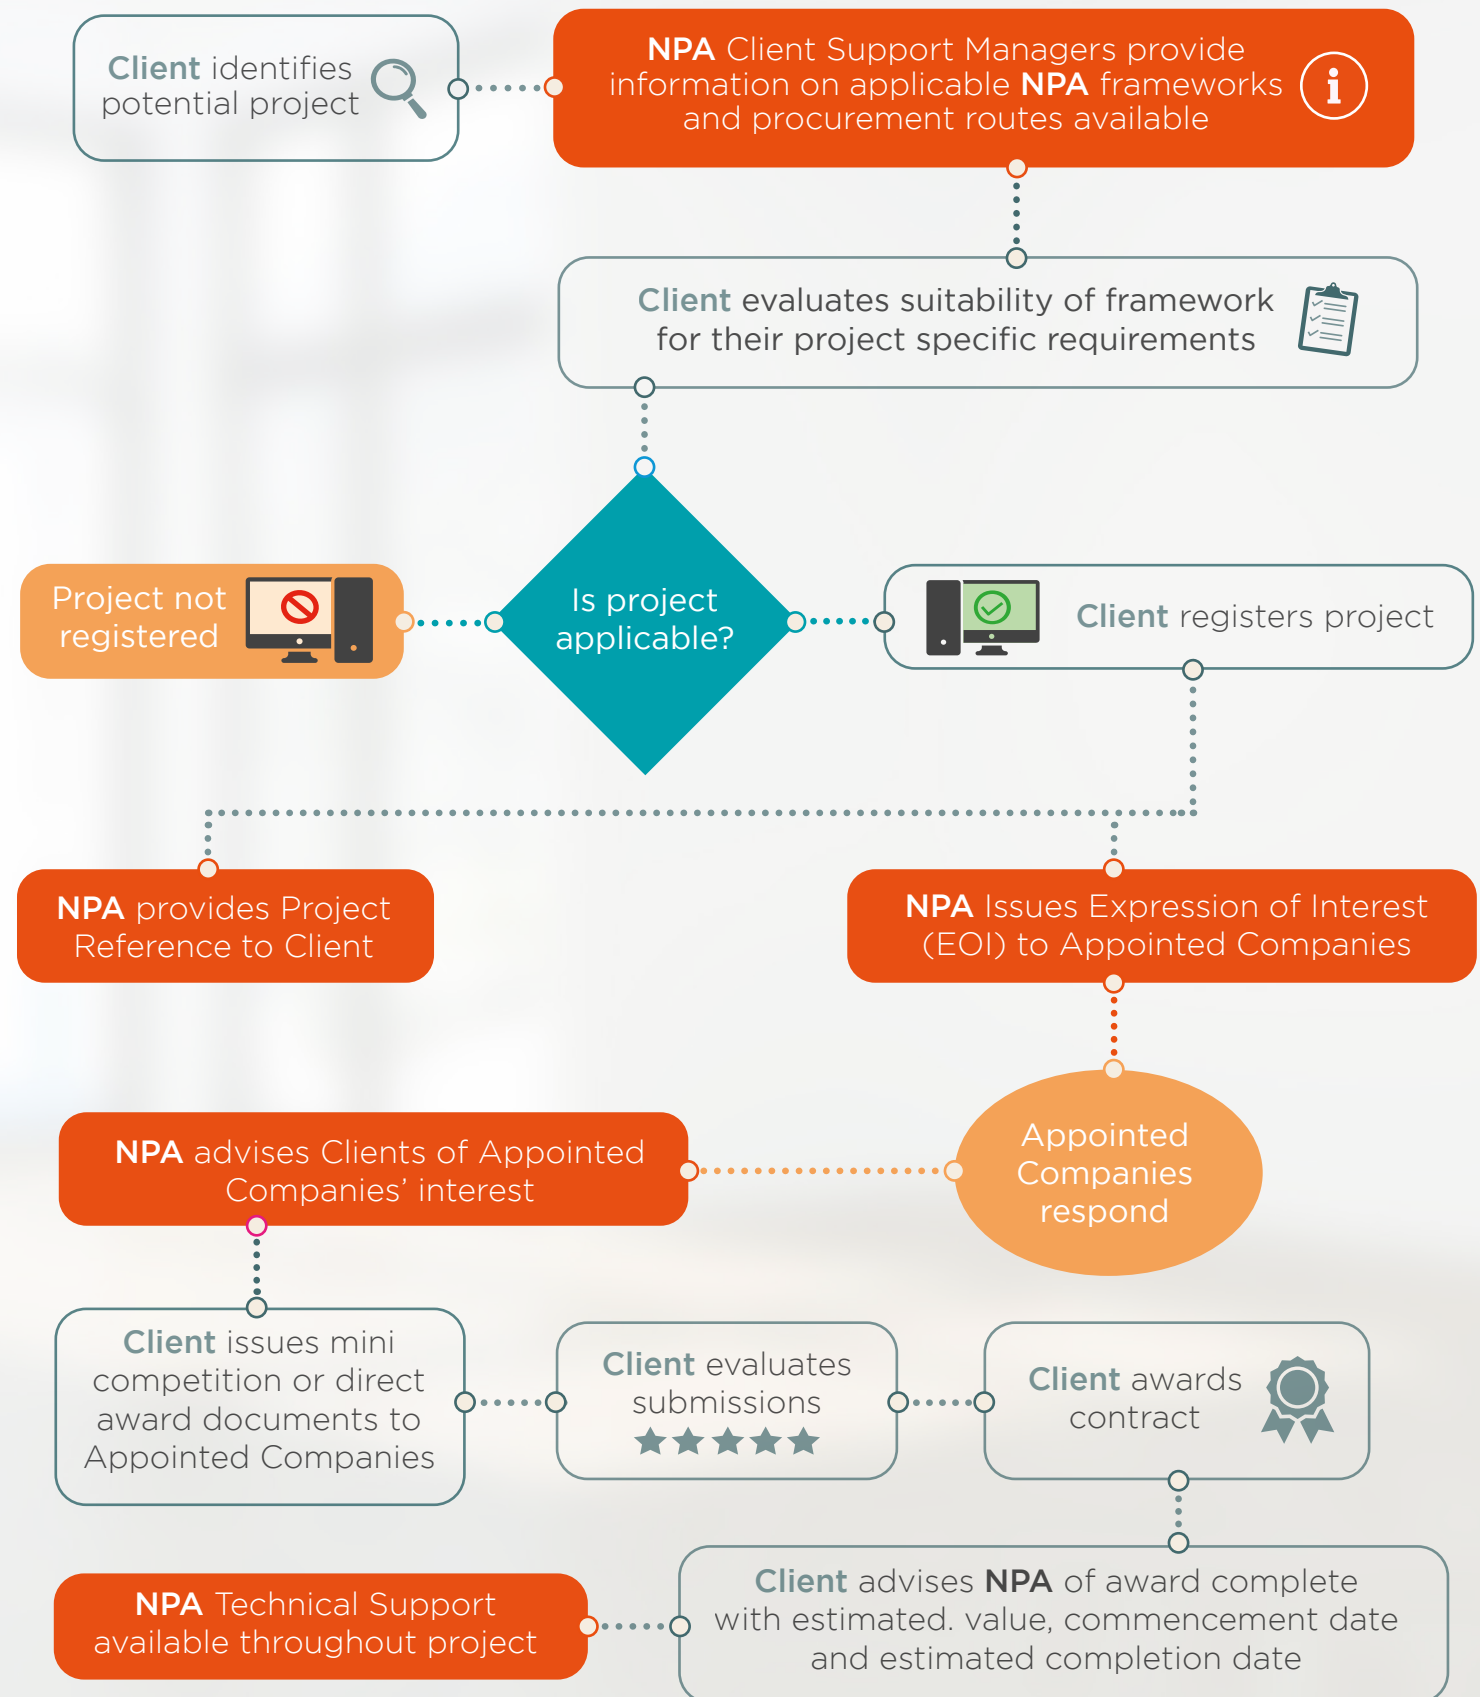 Client identifies
potential project
NPA Client Support Managers provide
information on applicable NPA frameworks
and procurement routes available
Client evaluates suitability of framework
for their project specific requirements
Is project
applicable?
Project not
registered
Client registers project
NPA provides Project
Reference to Client
NPA Issues Expression of Interest
(EOI) to Appointed Companies
Appointed
Companies
respond
NPA advises Clients of Appointed
Companies’ interest
Client issues mini
competition or direct
award documents to
Appointed Companies
Client evaluates
submissions
Client awards
contract
Client advises NPA of award complete
with estimated. value, commencement date
and estimated completion date
NPA Technical Support
available throughout project